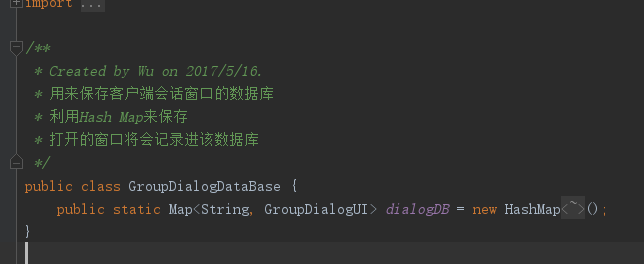 import ...
/**
* Created by Wu on 2017/5/16.
* 用来保存客户端会话窗口的数据库
* 利用Hash Map来保存
* 打开的窗口将会记录进该数据库
*/
public class GroupDialogDataBase {
public static Map<String, GroupDialogUI> dialogDB = new HashMap<~>();
}